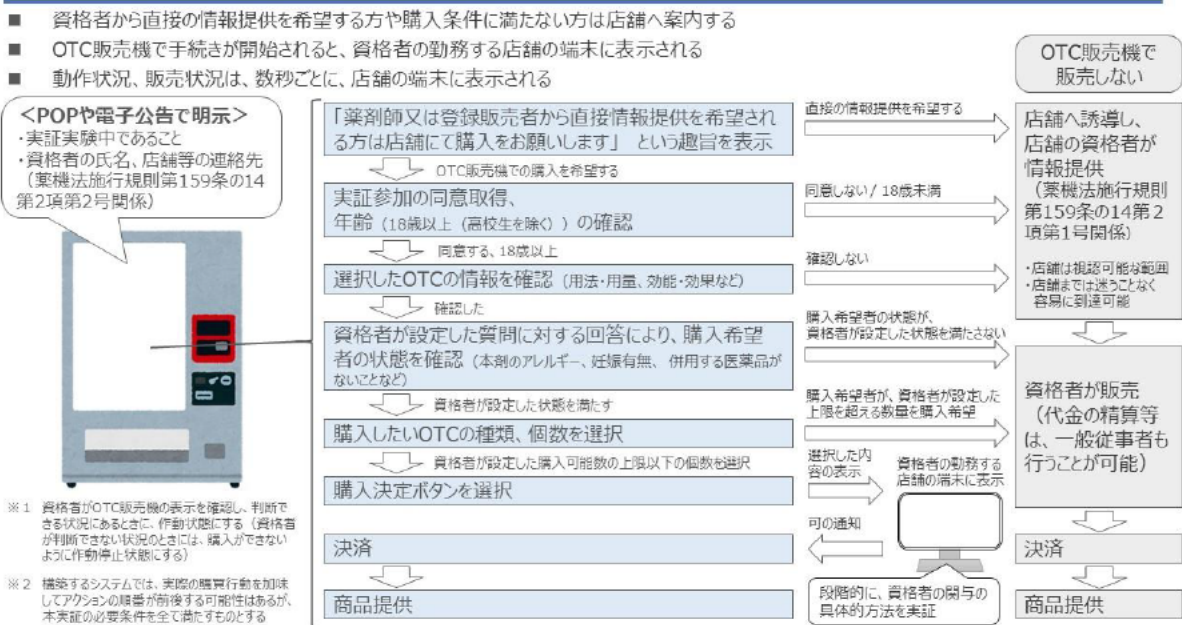 ■ 資格者から直接の情報提供を希望する方や購入条件に満たない方は店舗へ案内する
■ OTC販売機で手続きが開始されると、資格者の勤務する店舗の端末に表示される
■ 動作状況、販売状況は、数秒ごとに、店舗の端末に表示される
<POPや電子公告で明示>
・実証実験中であること
・資格者の氏名、店舗等の連絡先
（薬機法施行規則第159条の14
第2項第2号関係）
※1 資格者がOTC販売機の表示を確認し、判断で
きる状況にあるときに、作動状態にする（資格者
が判断できない状況のときには、購入ができない
ように作動停止状態にする）
※2 構築するシステムでは、実際の購買行動を加味
してアクションの順番が前後する可能性はあるが、
本実証の必要条件を全て満たすものとする
「薬剤師又は登録販売者から直接情報提供を希望され
る方は店舗にて購入をお願いします」 という趣旨を表示
OTC販売機での購入を希望する
実証参加の同意取得、
年齢（18歳以上（高校生を除く））の確認
同意する、18歳以上
選択したOTCの情報を確認（用法・用量、効能・効果など）
確認した
資格者が設定した質問に対する回答により、購入希望
者の状態を確認（本剤のアレルギー、妊娠有無、併用する医薬品が
ないことなど）
資格者が設定した状態を満たす
購入したいOTCの種類、個数を選択
資格者が設定した購入可能数の上限以下の個数を選択
購入決定ボタンを選択
決済
商品提供
直接の情報提供を希望する
同意しない / 18歳未満
確認しない
購入希望者の状態が、
資格者が設定した状態を満たさない
購入希望者が、資格者が設定した
上限を超える数量を購入希望
選択した内
容の表示
資格者の勤務する
店舗の端末に表示
可の通知
段階的に、資格者の関与の
具体的方法を実証
OTC販売機で
販売しない
店舗へ誘導し、
店舗の資格者が
情報提供
（薬機法施行規則
第159条の14第2
項第1号関係）
・店舗は視認可能な範囲
・店舗までは迷うことなく
容易に到達可能
資格者が販売
（代金の精算等
は、一般従事者も
行うことが可能）
決済
商品提供